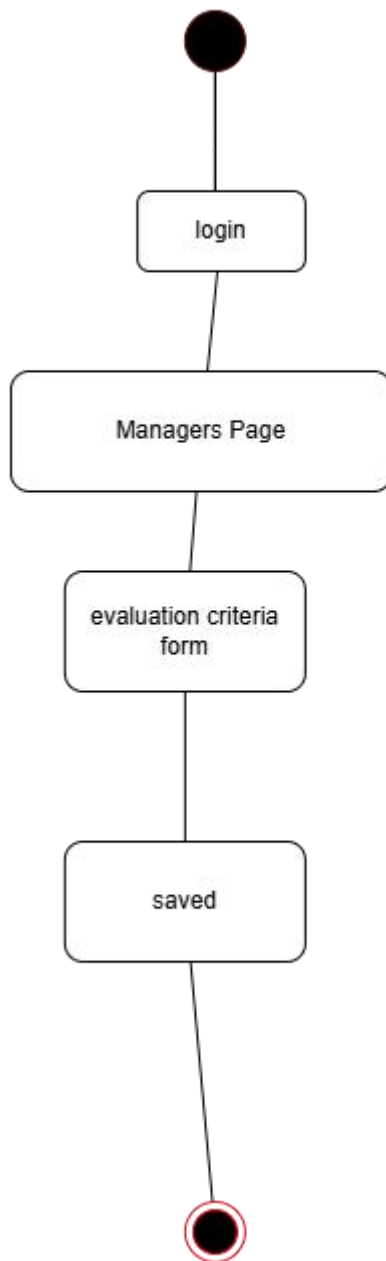 login
Managers Page
evaluation criteria
form
saved